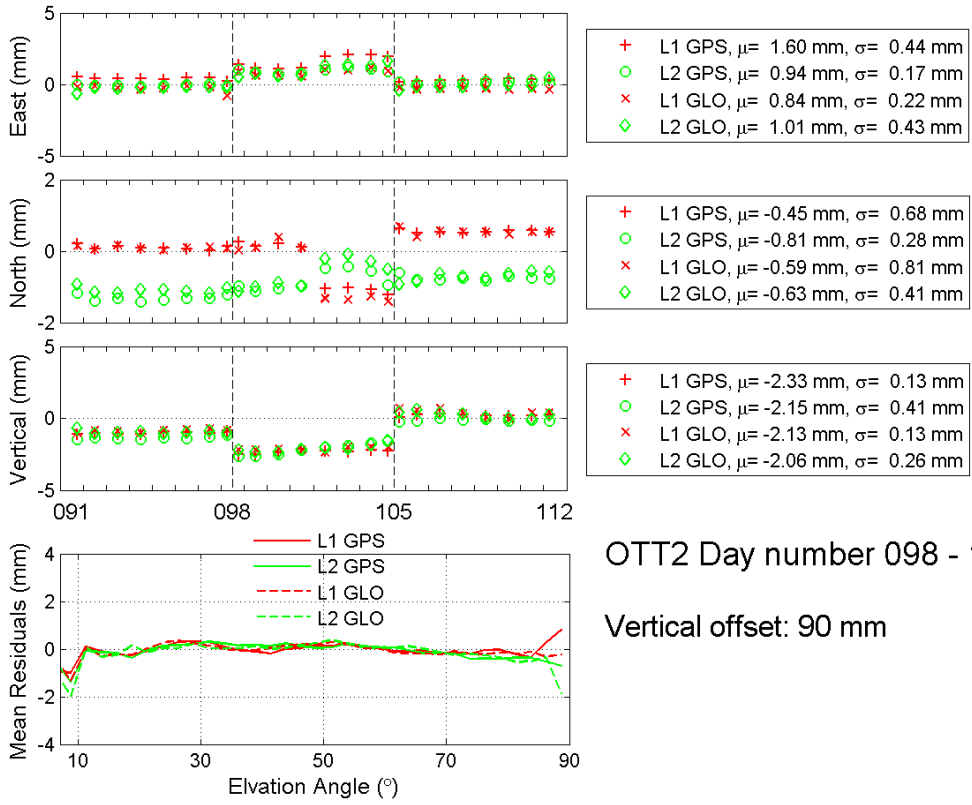 East (mm)
5
0
-5
+ L1 GPS, μ= 1.60 mm, σ= 0.44 mm
○ L2 GPS, μ= 0.94 mm, σ= 0.17 mm
× L1 GLO, μ= 0.84 mm, σ= 0.22 mm
◇ L2 GLO, μ= 1.01 mm, σ= 0.43 mm
North (mm)
2
0
-2
+ L1 GPS, μ= -0.45 mm, σ= 0.68 mm
○ L2 GPS, μ= -0.81 mm, σ= 0.28 mm
× L1 GLO, μ= -0.59 mm, σ= 0.81 mm
◇ L2 GLO, μ= -0.63 mm, σ= 0.41 mm
Vertical (mm)
5
0
-5
+ L1 GPS, μ= -2.33 mm, σ= 0.13 mm
○ L2 GPS, μ= -2.15 mm, σ= 0.41 mm
× L1 GLO, μ= -2.13 mm, σ= 0.13 mm
◇ L2 GLO, μ= -2.06 mm, σ= 0.26 mm
091 098 105 112
L1 GPS
L2 GPS
L1 GLO
L2 GLO
Mean Residuals (mm)
4
2
0
-2
-4
10 30 50 70 90
Elvation Angle (°)
OTT2 Day number 098 -
Vertical offset: 90 mm